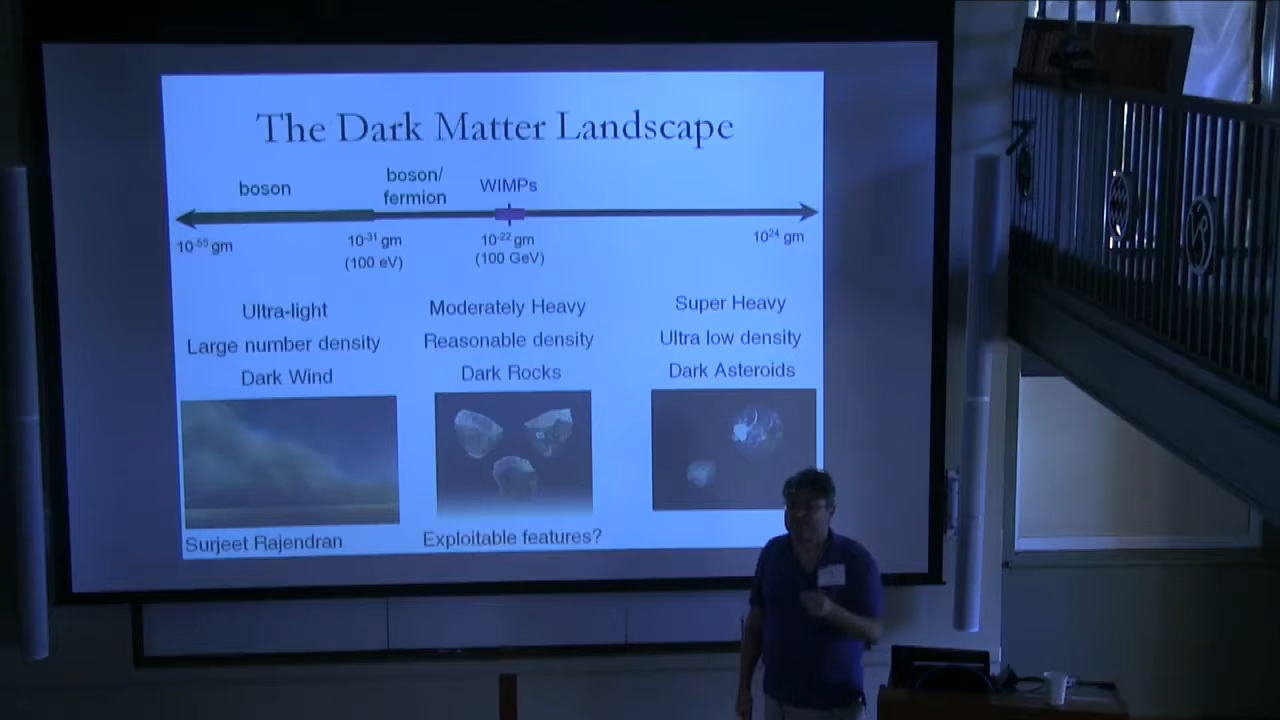 The Dark Matter Landscape
boson
boson/
fermion
WIMPs
10⁻⁵⁵ gm
10⁻³¹ gm
(100 eV)
10⁻²² gm
(100 GeV)
10²⁴ gm
Ultra-light
Large number density
Dark Wind
Moderately Heavy
Reasonable density
Dark Rocks
Super Heavy
Ultra low density
Dark Asteroids
Surjeet Rajendran
Exploitable features?